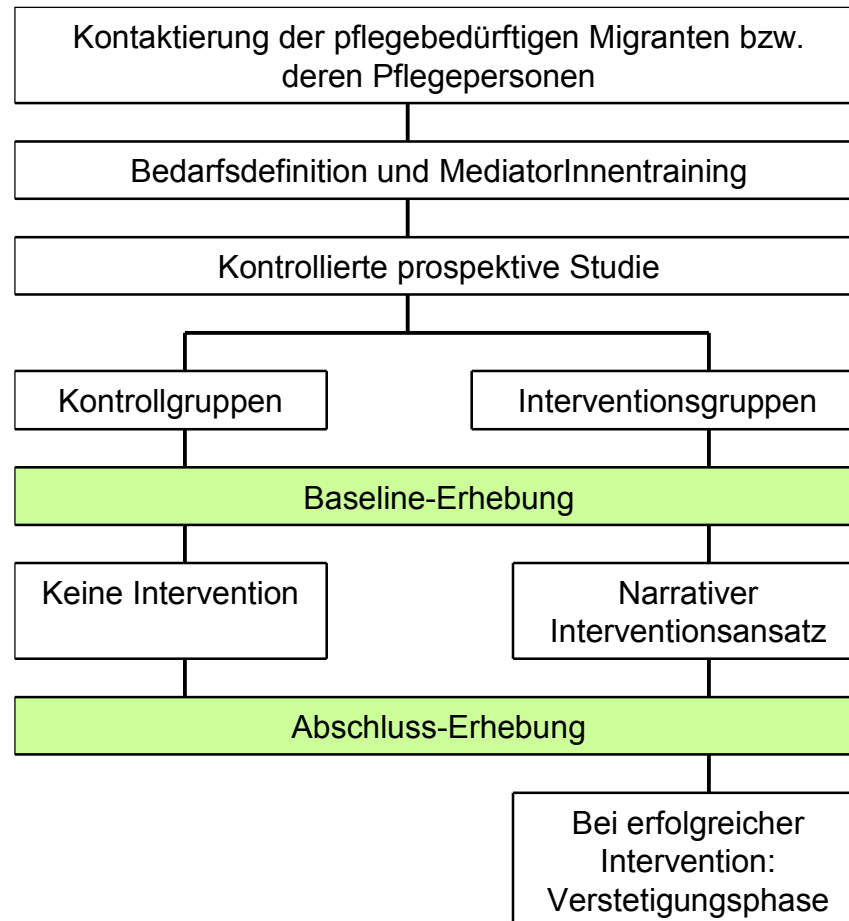 Kontaktierung der pflegebedürftigen Migranten bzw.
deren Pflegepersonen
Bedarfsdefinition und MediatorInnentraining
Kontrollierte prospektive Studie
Kontrollgruppen
Interventionsgruppen
Baseline-Erhebung
Keine Intervention
Narrativer
Interventionsansatz
Abschluss-Erhebung
Bei erfolgreicher
Intervention:
Verstetigungsphase